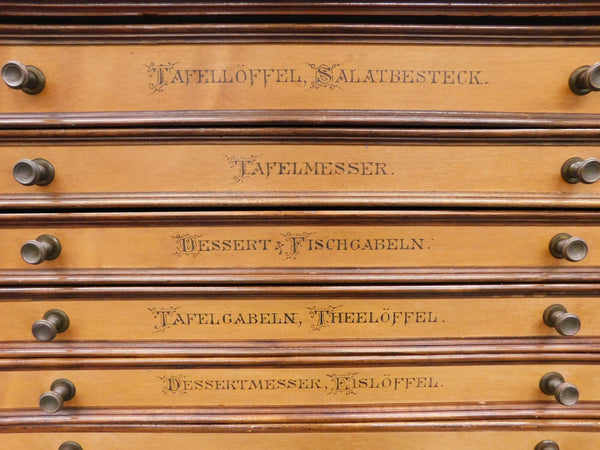 TAFELLÖFFEL, SALATBESTECK.
TAFELMESSER.
DESSERT & FISCHGABELN.
TAFELGABELN, THEELÖFFEL.
DESSERTMESSER, EISLÖFFEL.